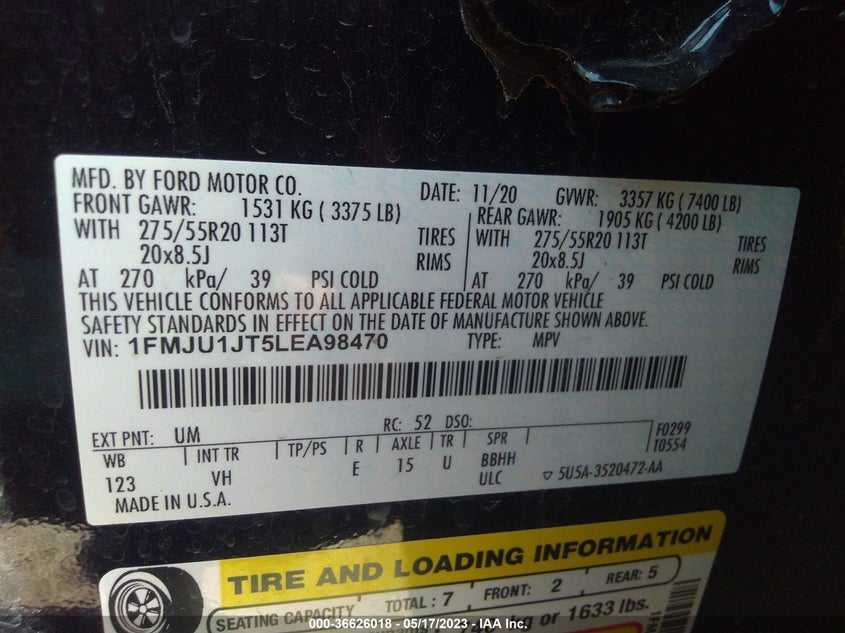 MFD. BY FORD MOTOR CO. DATE: 11/20 GVWR: 3357 KG ( 7400 LB)
FRONT GAWR: 1531 KG ( 3375 LB) REAR GAWR: 1905 KG ( 4200 LB)
WITH 275/55R20 113T TIRES WITH 275/55R20 113T TIRES
20x8.5J RIMS 20x8.5J RIMS
AT 270 kPa/ 39 PSI COLD AT 270 kPa/ 39 PSI COLD
THIS VEHICLE CONFORMS TO ALL APPLICABLE FEDERAL MOTOR VEHICLE
SAFETY STANDARDS IN EFFECT ON THE DATE OF MANUFACTURE SHOWN ABOVE.
VIN: 1FMJU1JT5LEA98470 TYPE: MPV
EXT PNT: UM RC: 52 DSO: F0299
WB INT TR TP/PS R AXLE TR SPR T0554
123 VH E 15 U BBHH
ULC 5U5A-3520472-AA
MADE IN U.S.A.
TIRE AND LOADING INFORMATION
SEATING CAPACITY TOTAL : 7 FRONT: 2 REAR: 5
or 1633 lbs.
000-36626018 - 05/17/2023 - IAA Inc.